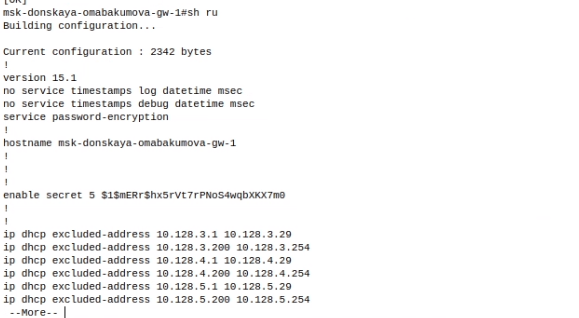 [OK]
msk-donskaya-omabakumova-gw-1#sh ru
Building configuration...
Current configuration : 2342 bytes
!
version 15.1
no service timestamps log datetime msec
no service timestamps debug datetime msec
service password-encryption
!
hostname msk-donskaya-omabakumova-gw-1
!
!
!
enable secret 5 $1$mERr$hx5rVt7rPNoS4wqbXKX7m0
!
!
ip dhcp excluded-address 10.128.3.1 10.128.3.29
ip dhcp excluded-address 10.128.3.200 10.128.3.254
ip dhcp excluded-address 10.128.4.1 10.128.4.29
ip dhcp excluded-address 10.128.4.200 10.128.4.254
ip dhcp excluded-address 10.128.5.1 10.128.5.29
ip dhcp excluded-address 10.128.5.200 10.128.5.254
--More--